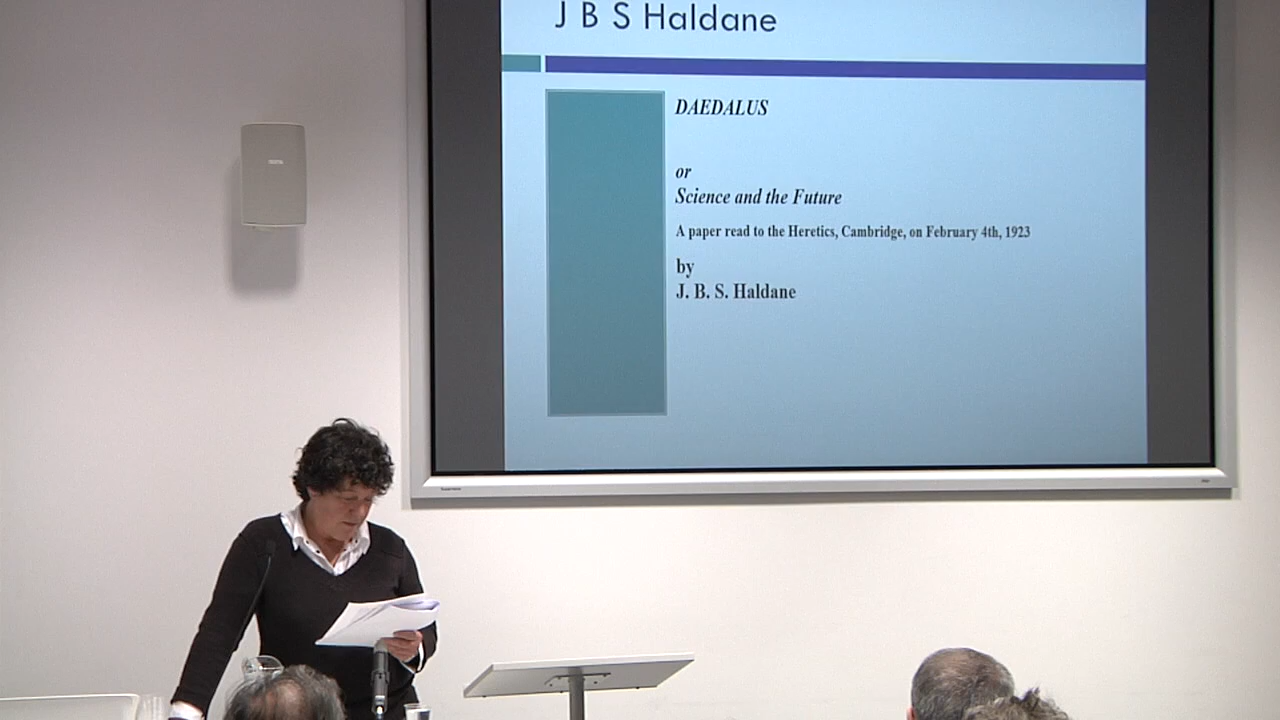 J B S Haldane
DAEDALUS
or
Science and the Future
A paper read to the Heretics, Cambridge, on February 4th, 1923
by
J. B. S. Haldane